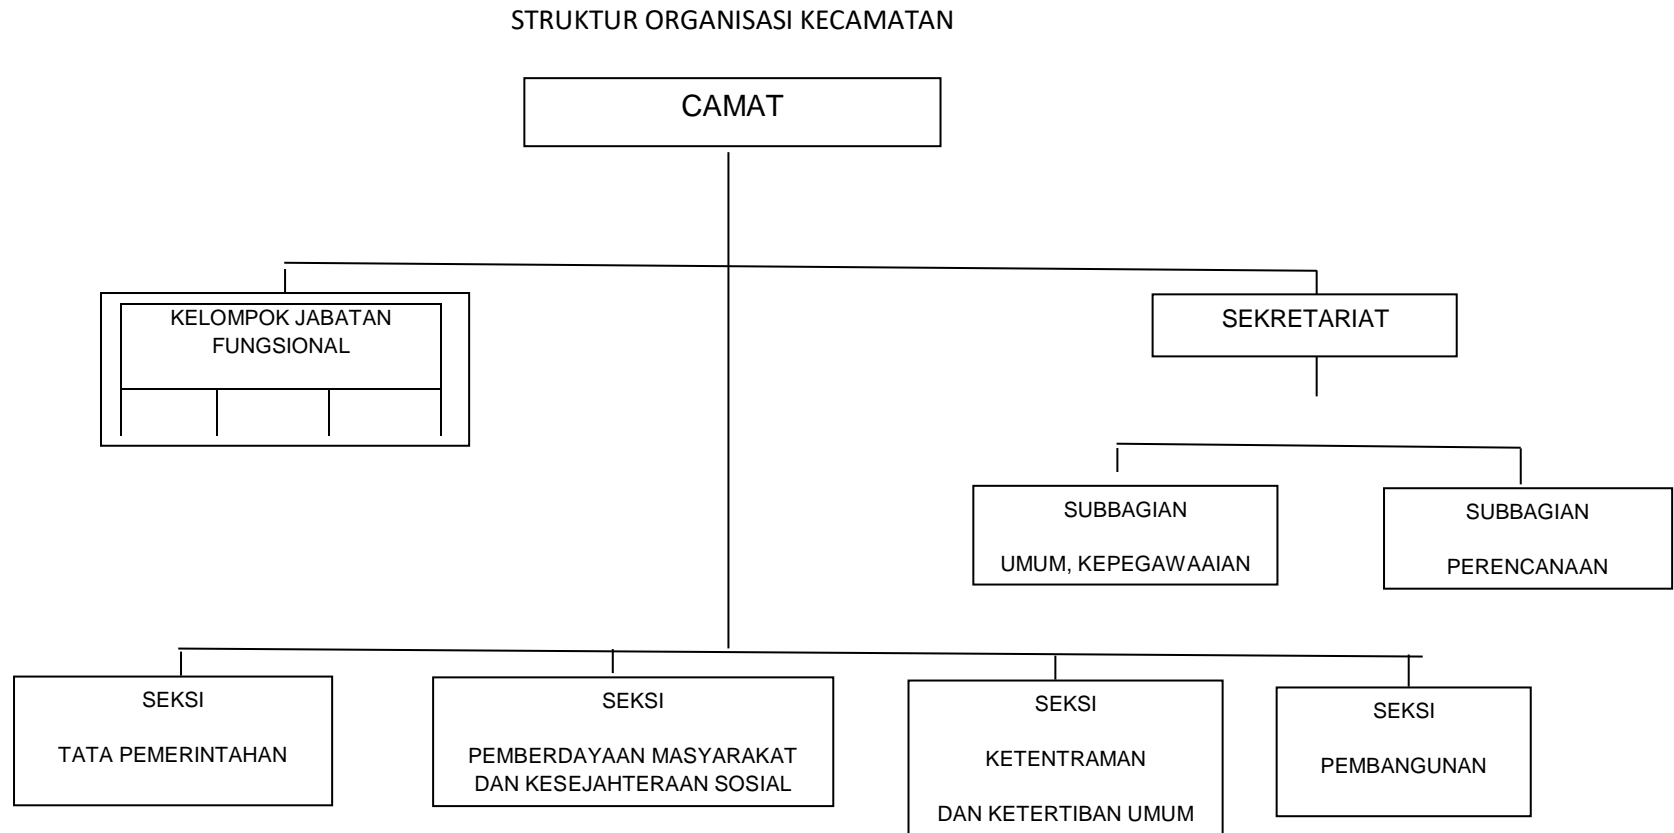 STRUKTUR ORGANISASI KECAMATAN
CAMAT
KELOMPOK JABATAN
FUNGSIONAL
SEKRETARIAT
SUBBAGIAN
UMUM, KEPEGAWAAIAN
SUBBAGIAN
PERENCANAAN
SEKSI
TATA PEMERINTAHAN
SEKSI
PEMBERDAYAAN MASYARAKAT
DAN KESEJAHTERAAN SOSIAL
SEKSI
KETENTRAMAN
DAN KETERTIBAN UMUM
SEKSI
PEMBANGUNAN